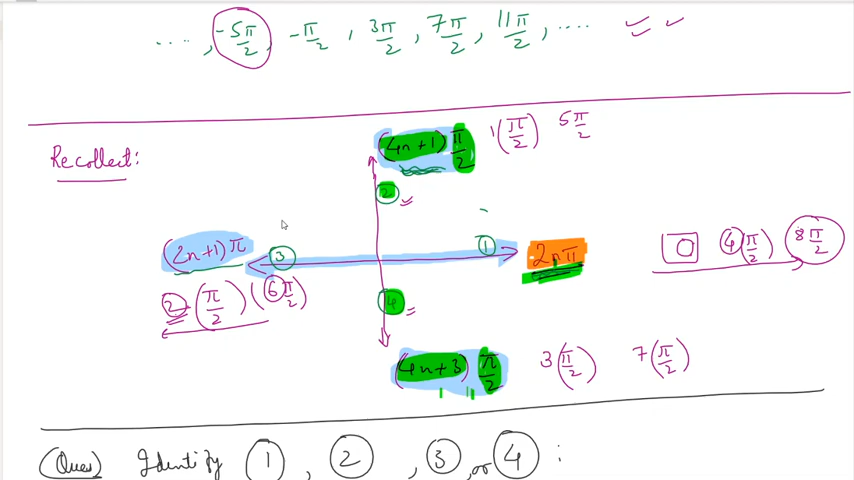 ...., -5π/2, -π/2, 3π/2, 7π/2, 11π/2, ....
Recollect:
(4n+1) π/2 1(π/2) 5π/2
2
(2n+1)π 3 1 2nπ 0 4(π/2) 8π/2
2(π/2) (6π/2) 4
(4n+3) π/2 3(π/2) 7(π/2)
(Ques) Identify 1, 2, 3, or 4 :